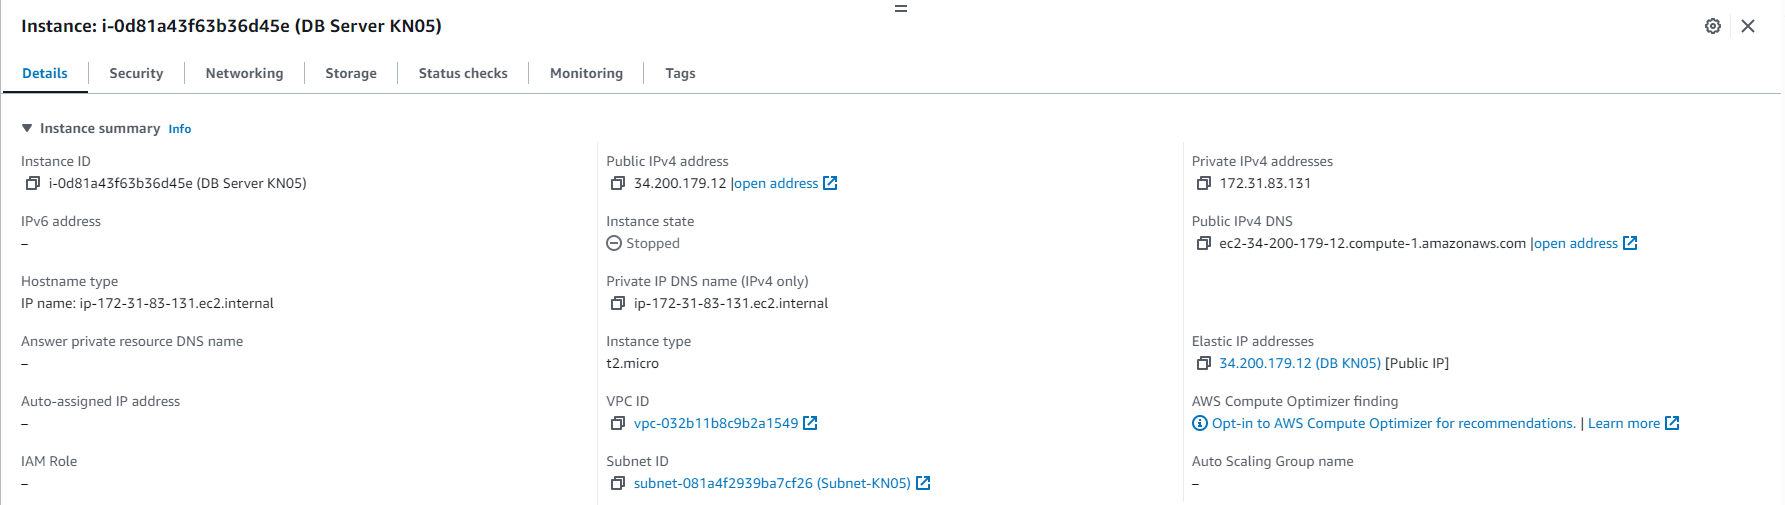 Instance: i-0d81a43f63b36d45e (DB Server KN05)
Details
Security
Networking
Storage
Status checks
Monitoring
Tags
Instance summary Info
Instance ID
i-0d81a43f63b36d45e (DB Server KN05)
Public IPv4 address
34.200.179.12 |open address
Private IPv4 addresses
172.31.83.131
IPv6 address
–
Instance state
Stopped
Public IPv4 DNS
ec2-34-200-179-12.compute-1.amazonaws.com |open address
Hostname type
IP name: ip-172-31-83-131.ec2.internal
Private IP DNS name (IPv4 only)
ip-172-31-83-131.ec2.internal
Answer private resource DNS name
–
Instance type
t2.micro
Elastic IP addresses
34.200.179.12 (DB KN05) [Public IP]
Auto-assigned IP address
–
VPC ID
vpc-032b11b8c9b2a1549
AWS Compute Optimizer finding
Opt-in to AWS Compute Optimizer for recommendations. | Learn more
IAM Role
–
Subnet ID
subnet-081a4f2939ba7cf26 (Subnet-KN05)
Auto Scaling Group name
–